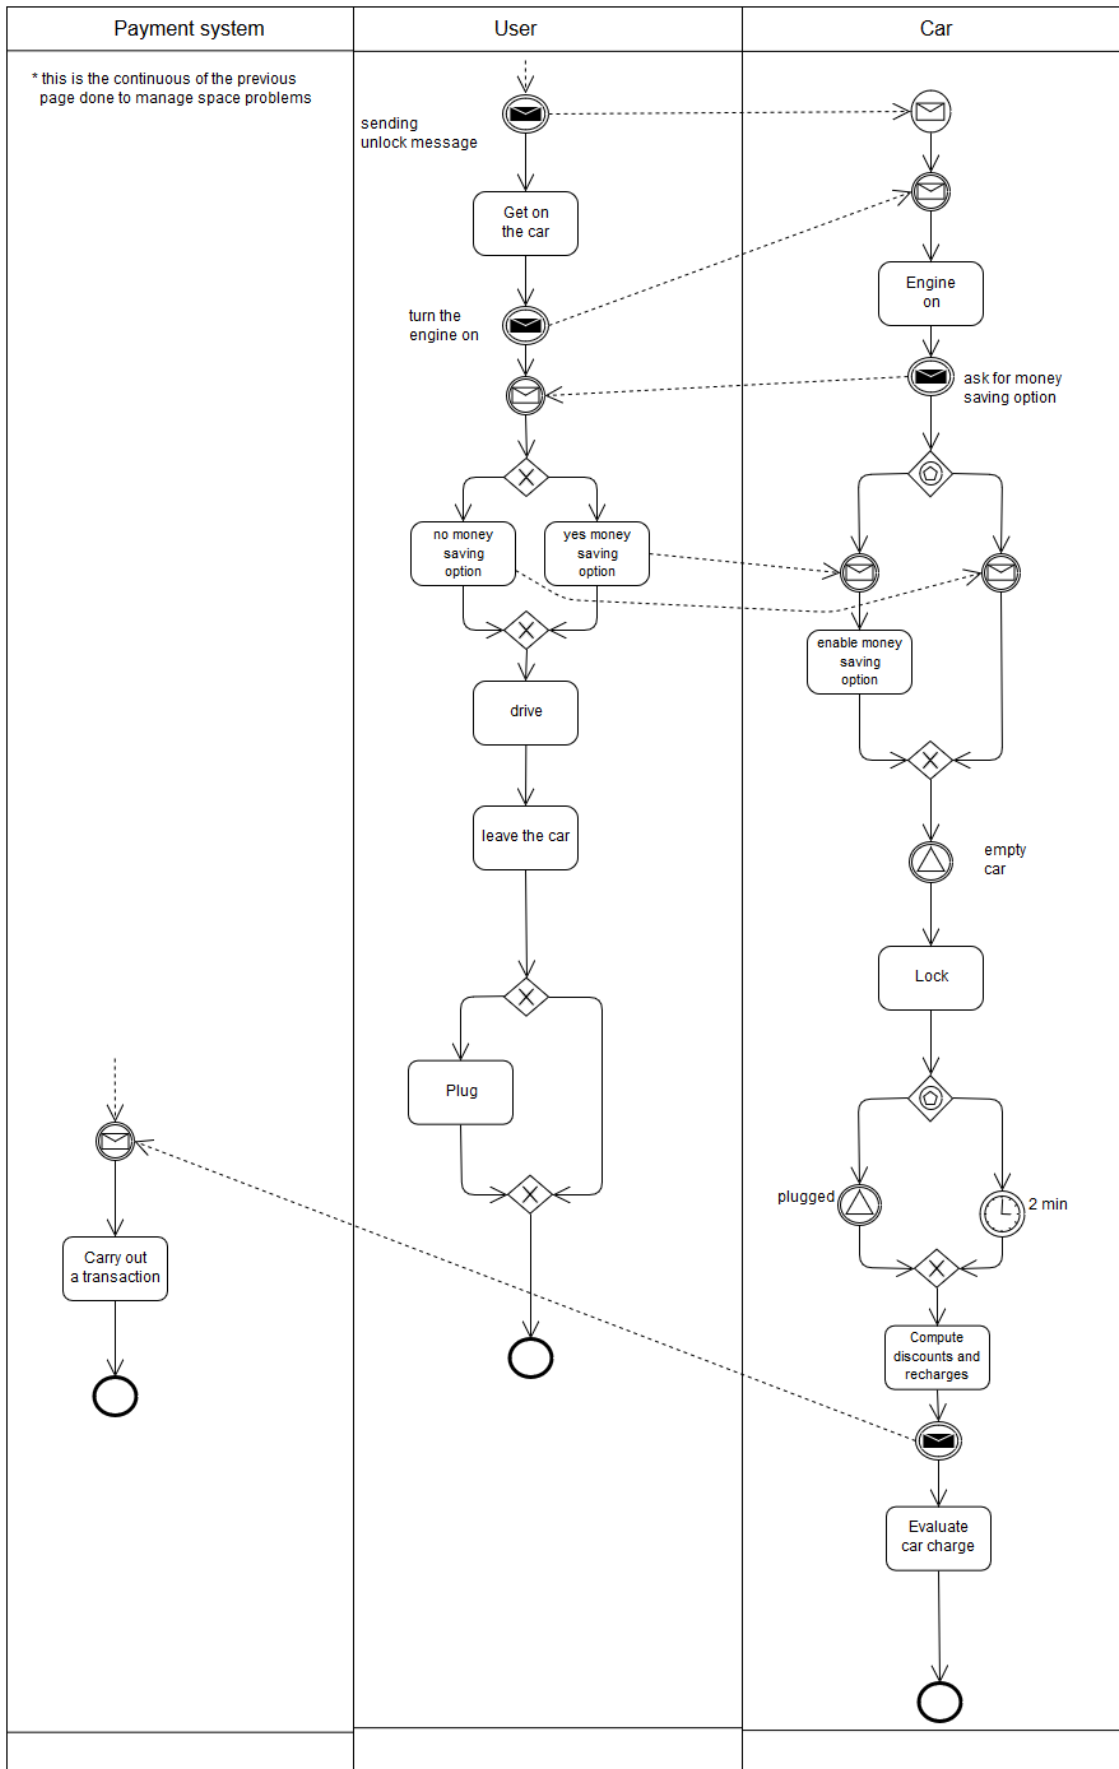 Payment system
User
Car
* this is the continuous of the previous
page done to manage space problems
sending
unlock message
Get on
the car
turn the
engine on
Engine
on
ask for money
saving option
no money
saving
option
yes money
saving
option
enable money
saving
option
drive
leave the car
empty
car
Lock
Plug
plugged
2 min
Carry out
a transaction
Compute
discounts and
recharges
Evaluate
car charge